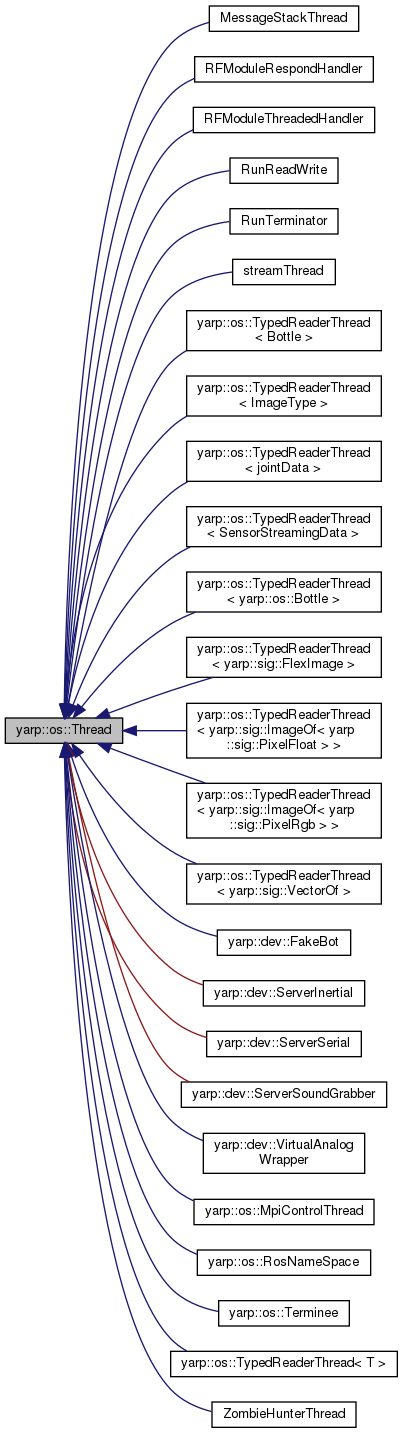 MessageStackThread
RFModuleRespondHandler
RFModuleThreadedHandler
RunReadWrite
RunTerminator
streamThread
yarp::os::TypedReaderThread
< Bottle >
yarp::os::TypedReaderThread
< ImageType >
yarp::os::TypedReaderThread
< jointData >
yarp::os::TypedReaderThread
< SensorStreamingData >
yarp::os::TypedReaderThread
< yarp::os::Bottle >
yarp::os::TypedReaderThread
< yarp::sig::FlexImage >
yarp::os::Thread
yarp::os::TypedReaderThread
< yarp::sig::ImageOf< yarp
::sig::PixelFloat > >
yarp::os::TypedReaderThread
< yarp::sig::ImageOf< yarp
::sig::PixelRgb > >
yarp::os::TypedReaderThread
< yarp::sig::VectorOf >
yarp::dev::FakeBot
yarp::dev::ServerInertial
yarp::dev::ServerSerial
yarp::dev::ServerSoundGrabber
yarp::dev::VirtualAnalog
Wrapper
yarp::os::MpiControlThread
yarp::os::RosNameSpace
yarp::os::Terminee
yarp::os::TypedReaderThread< T >
ZombieHunterThread